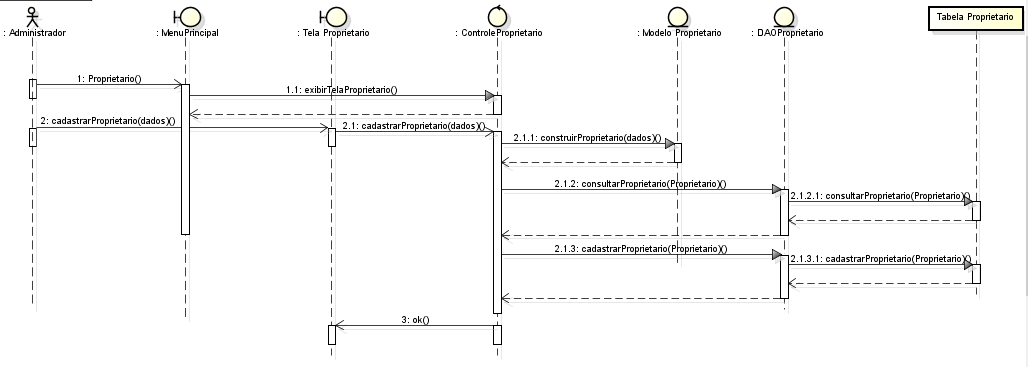 Tabela Proprietario
: Administrador
: MenuPrincipal
: Tela Proprietario
: ControleProprietario
: Modelo Proprietario
: DAOProprietario
1: Proprietario()
1.1: exibirTelaProprietario()
2: cadastrarProprietario(dados)()
2.1: cadastrarProprietario(dados)()
2.1.1: construirProprietario(dados)()
2.1.2: consultarProprietario(Proprietario)()
2.1.2.1: consultarProprietario(Proprietario)()
2.1.3: cadastrarProprietario(Proprietario)()
2.1.3.1: cadastrarProprietario(Proprietario)()
3: ok()